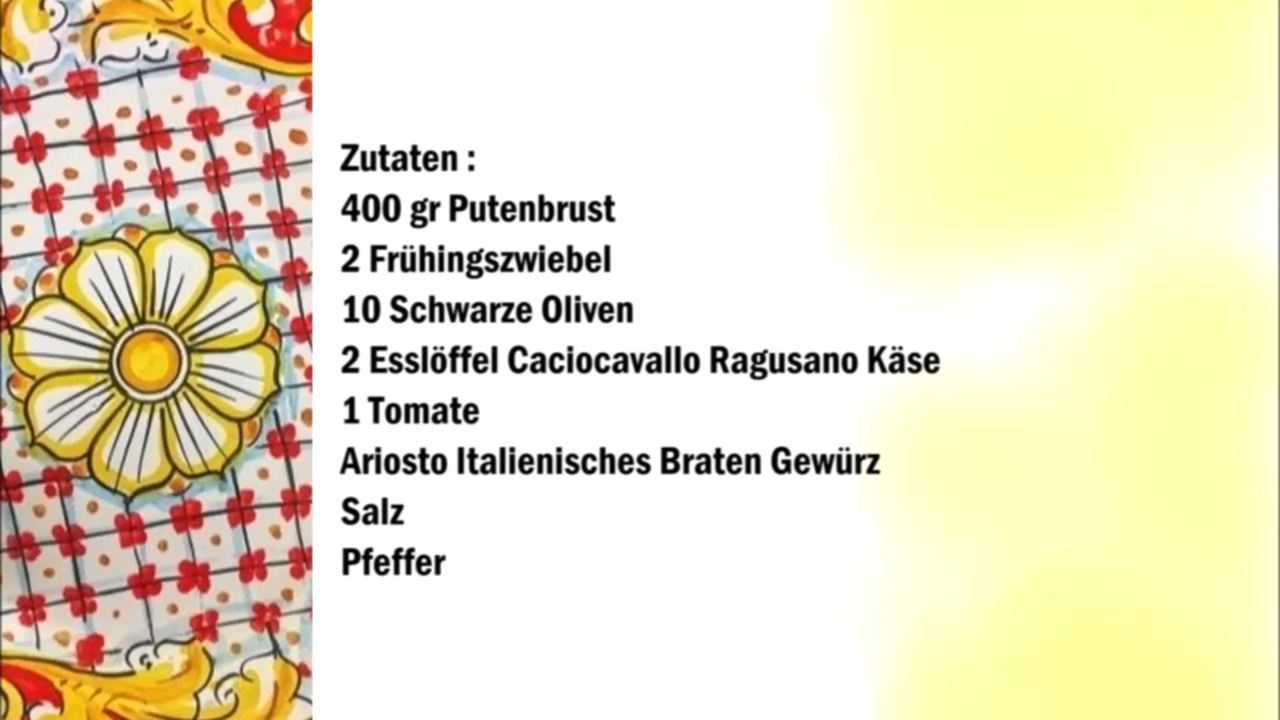 Zutaten :
400 gr Putenbrust
2 Frühingszwiebel
10 Schwarze Oliven
2 Esslöffel Caciocavallo Ragusano Käse
1 Tomate
Ariosto Italienisches Braten Gewürz
Salz
Pfeffer